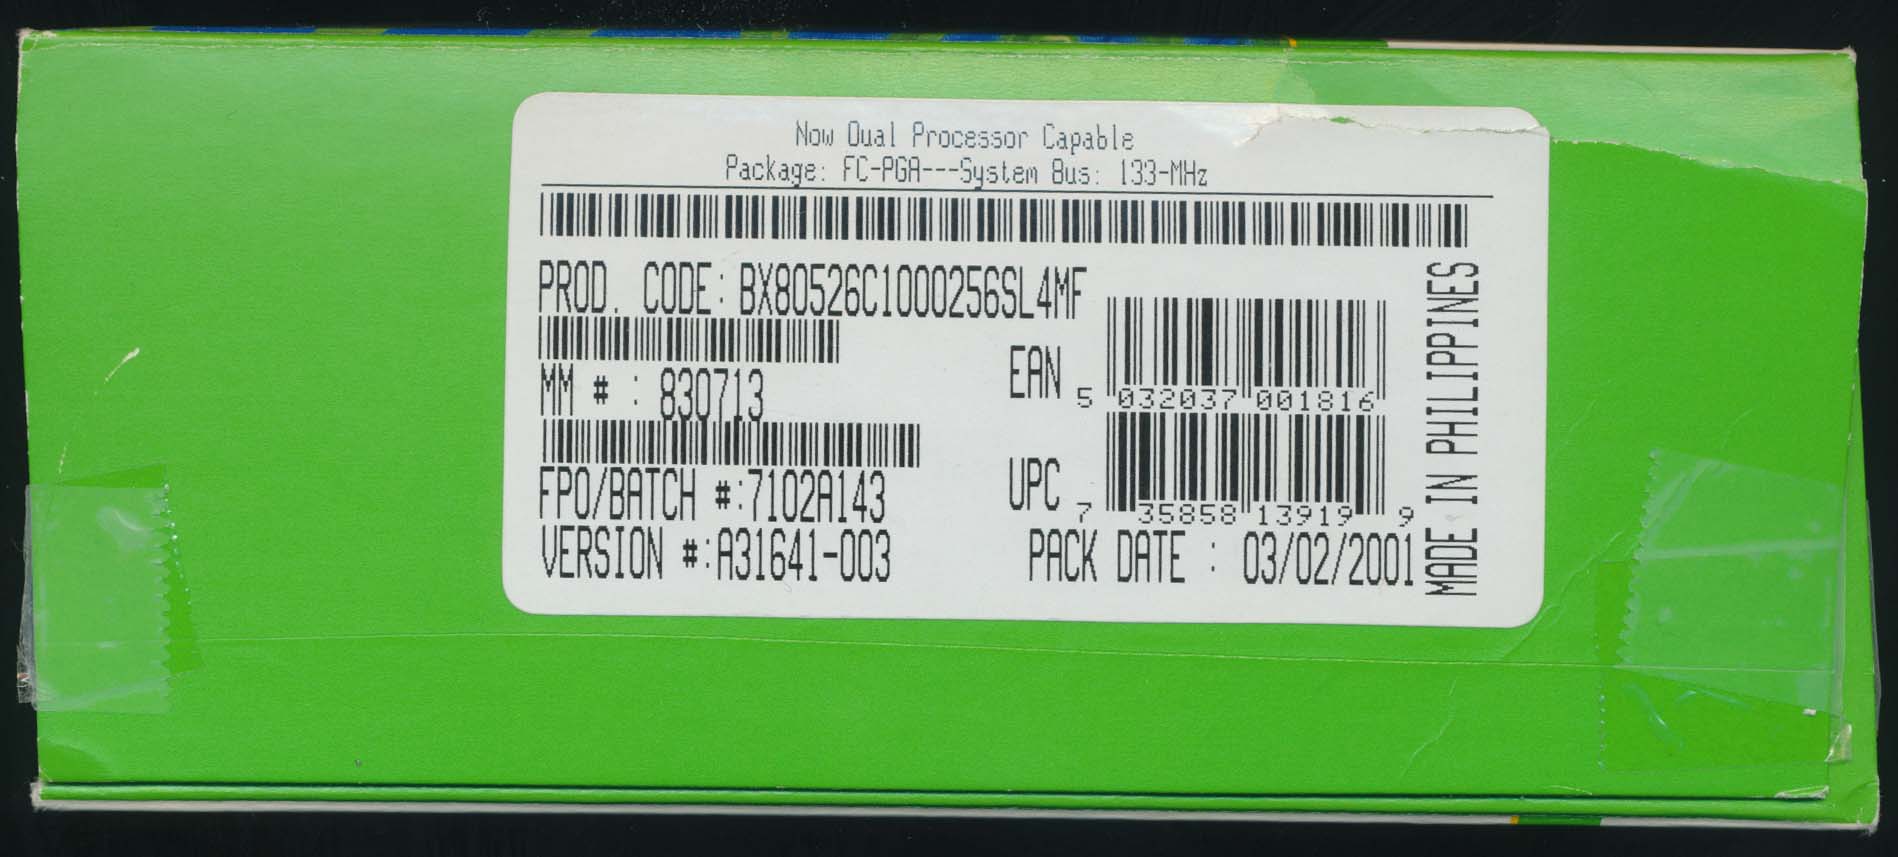 Now Dual Processor Capable
Package: FC-PGA---System Bus: 133-MHz
PROD. CODE: BX80526C1000256SL4MF
MM # : 830713
EAN 5 032037 001816
FPO/BATCH #:7102A143
UPC 7 35858 13919 9
VERSION #:A31641-003
PACK DATE : 03/02/2001
MADE IN PHILIPPINES